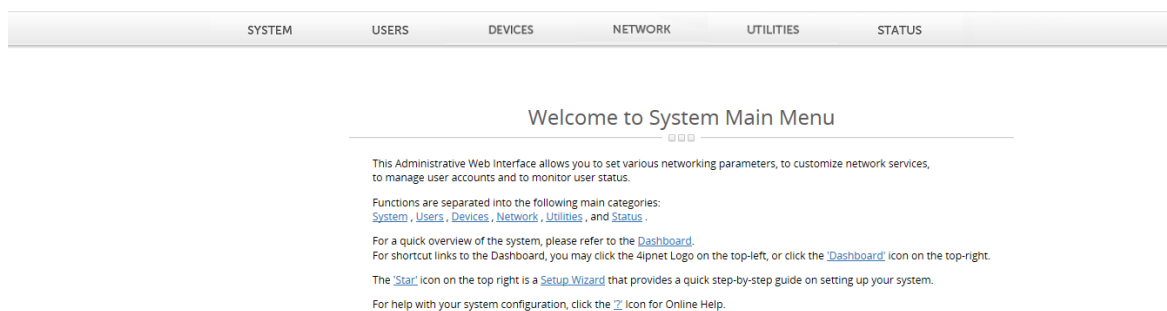 SYSTEM USERS DEVICES NETWORK UTILITIES STATUS
Welcome to System Main Menu
This Administrative Web Interface allows you to set various networking parameters, to customize network services,
to manage user accounts and to monitor user status.
Functions are separated into the following main categories:
System , Users , Devices , Network , Utilities , and Status .
For a quick overview of the system, please refer to the Dashboard.
For shortcut links to the Dashboard, you may click the 4ipnet Logo on the top-left, or click the 'Dashboard' icon on the top-right.
The 'Star' icon on the top right is a Setup Wizard that provides a quick step-by-step guide on setting up your system.
For help with your system configuration, click the '?' Icon for Online Help.